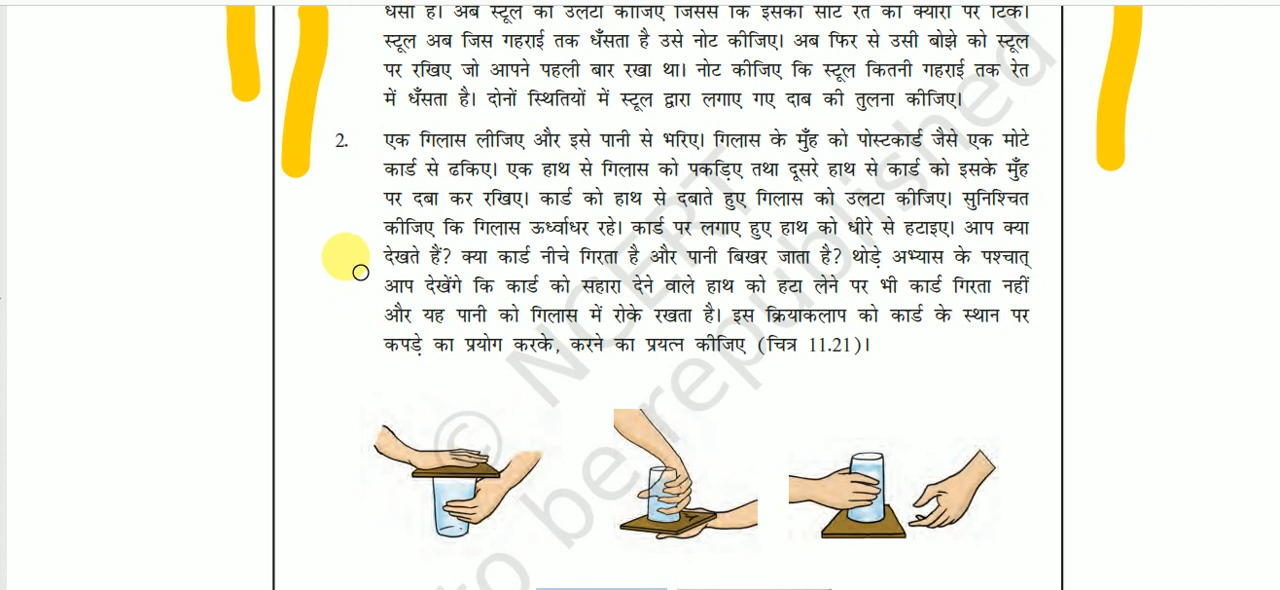 धँसा है। अब स्टूल को उलटा कीजिए जिससे कि इसकी सीट रेत की क्यारी पर टिके।
स्टूल अब जिस गहराई तक धँसता है उसे नोट कीजिए। अब फिर से उसी बोझे को स्टूल
पर रखिए जो आपने पहली बार रखा था। नोट कीजिए कि स्टूल कितनी गहराई तक रेत
में धँसता है। दोनों स्थितियों में स्टूल द्वारा लगाए गए दाब की तुलना कीजिए।
2. एक गिलास लीजिए और इसे पानी से भरिए। गिलास के मुँह को पोस्टकार्ड जैसे एक मोटे
कार्ड से ढकिए। एक हाथ से गिलास को पकड़िए तथा दूसरे हाथ से कार्ड को इसके मुँह
पर दबा कर रखिए। कार्ड को हाथ से दबाते हुए गिलास को उलटा कीजिए। सुनिश्चित
कीजिए कि गिलास ऊर्ध्वाधर रहे। कार्ड पर लगाए हुए हाथ को धीरे से हटाइए। आप क्या
देखते हैं? क्या कार्ड नीचे गिरता है और पानी बिखर जाता है? थोड़े अभ्यास के पश्चात्
आप देखेंगे कि कार्ड को सहारा देने वाले हाथ को हटा लेने पर भी कार्ड गिरता नहीं
और यह पानी को गिलास में रोके रखता है। इस क्रियाकलाप को कार्ड के स्थान पर
कपड़े का प्रयोग करके, करने का प्रयत्न कीजिए (चित्र 11.21)।
© NCERT
to be republished